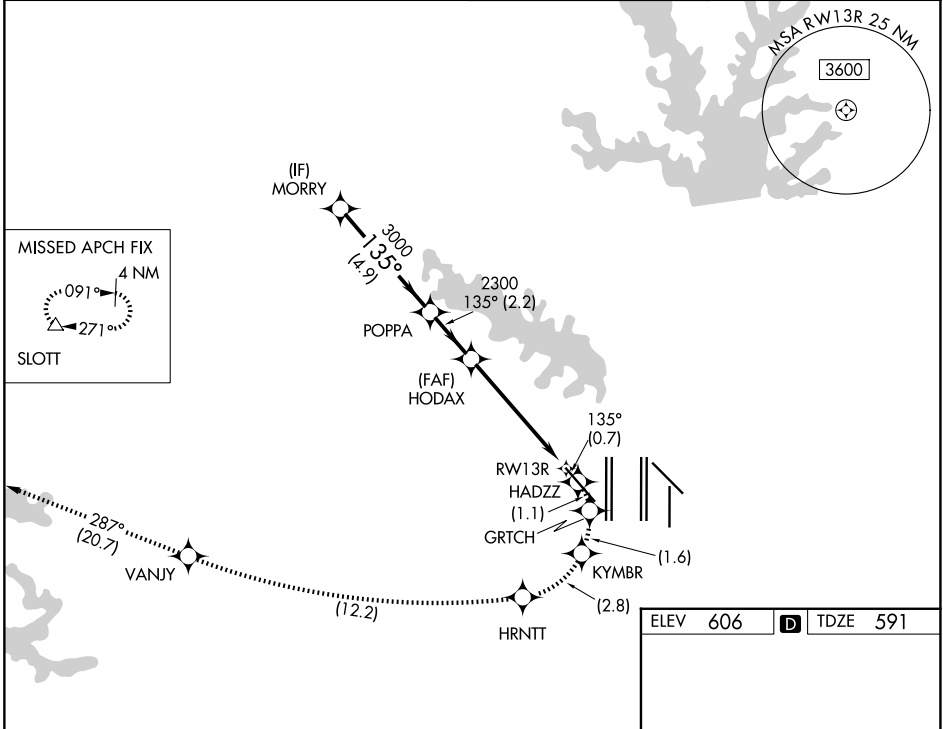 MSA RW13R 25 NM
3600
(IF)
MORRY
3000
135°
(4.9)
MISSED APCH FIX
4 NM
091°
271°
SLOTT
2300
135° (2.2)
POPPA
(FAF)
HODAX
135°
(0.7)
RW13R
HADZZ
(1.1)
GRTCH
(1.6)
KYMBR
287°
(20.7)
VANJY
(12.2)
(2.8)
HRNTT
ELEV 606 D TDZE 591